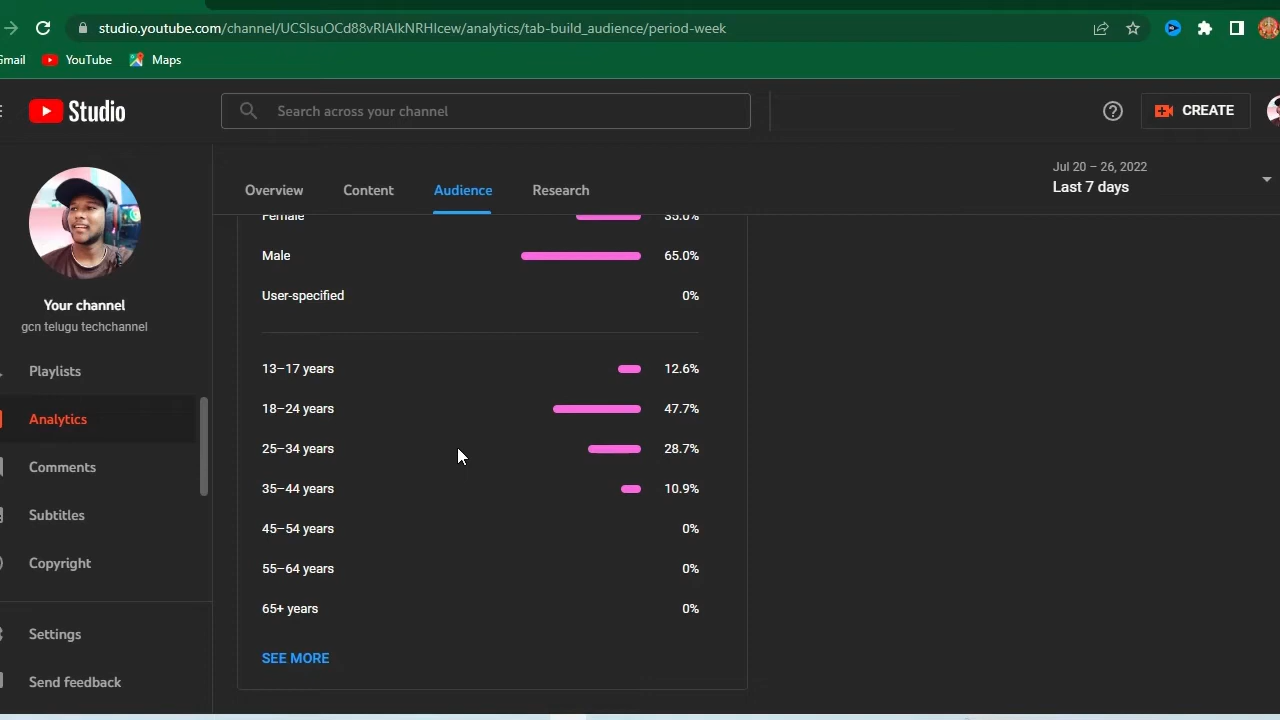 studio.youtube.com/channel/UCSIsuOCd88vRIAIkNRHIcew/analytics/tab-build_audience/period-week
Gmail YouTube Maps
Studio
Search across your channel
CREATE
Overview Content Audience Research
Jul 20 – 26, 2022
Last 7 days
Your channel
gcn telugu techchannel
Playlists
Analytics
Comments
Subtitles
Copyright
Settings
Send feedback
Female 35.0%
Male 65.0%
User-specified 0%
13–17 years 12.6%
18–24 years 47.7%
25–34 years 28.7%
35–44 years 10.9%
45–54 years 0%
55–64 years 0%
65+ years 0%
SEE MORE